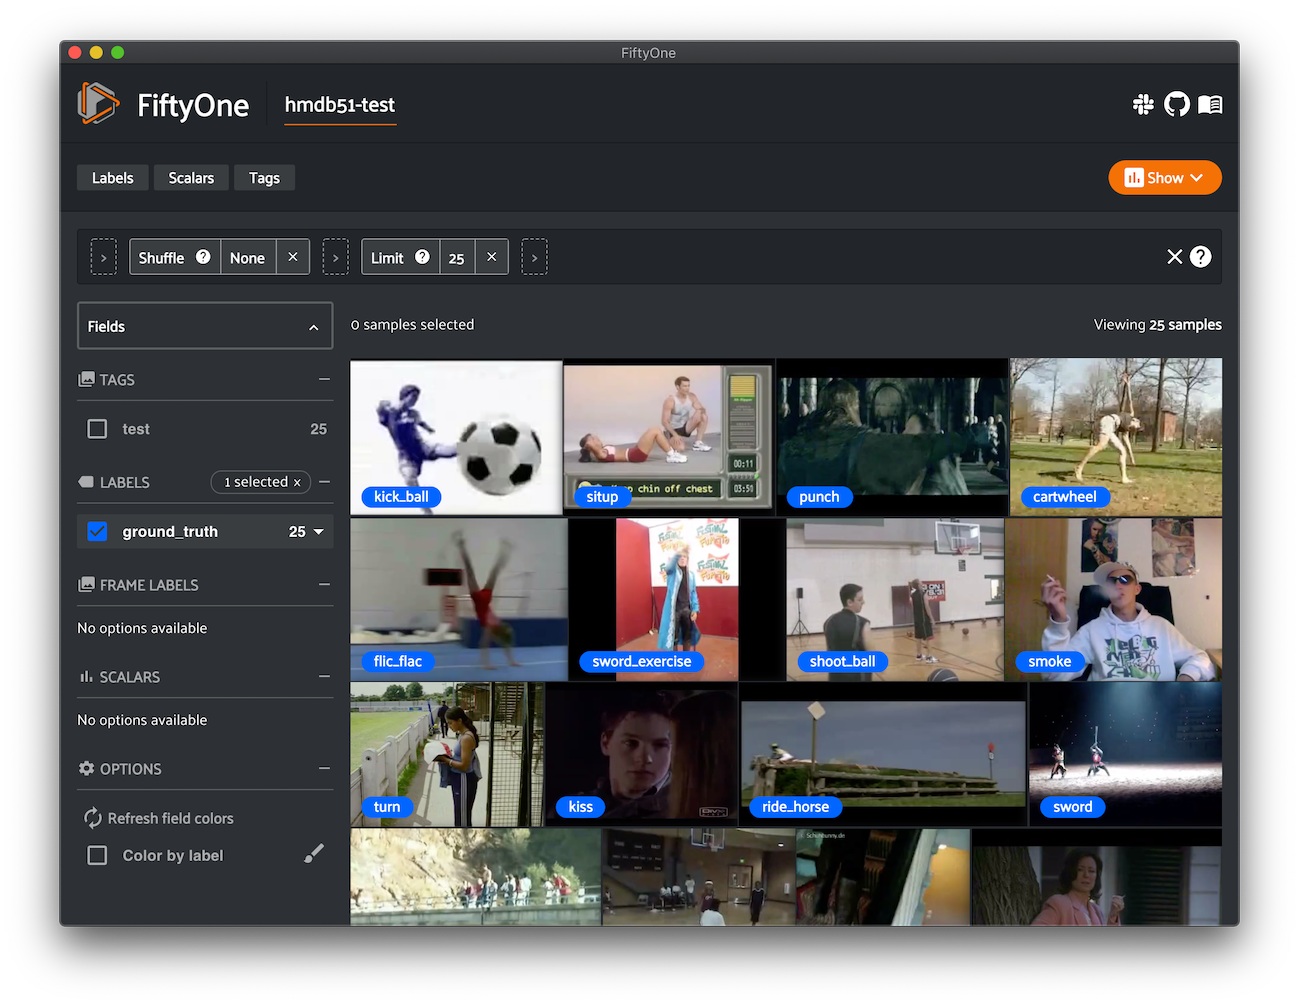 FiftyOne
FiftyOne
hmdb51-test
Labels
Scalars
Tags
Show
Shuffle ? None ×
Limit ? 25 ×
× ?
Fields
0 samples selected
Viewing 25 samples
TAGS
test 25
LABELS 1 selected ×
ground_truth 25
FRAME LABELS
No options available
SCALARS
No options available
OPTIONS
Refresh field colors
Color by label
kick_ball
00:11
chin off chest 03:50
situp
punch
cartwheel
flic_flac
sword_exercise
shoot_ball
smoke
turn
kiss
ride_horse
sword